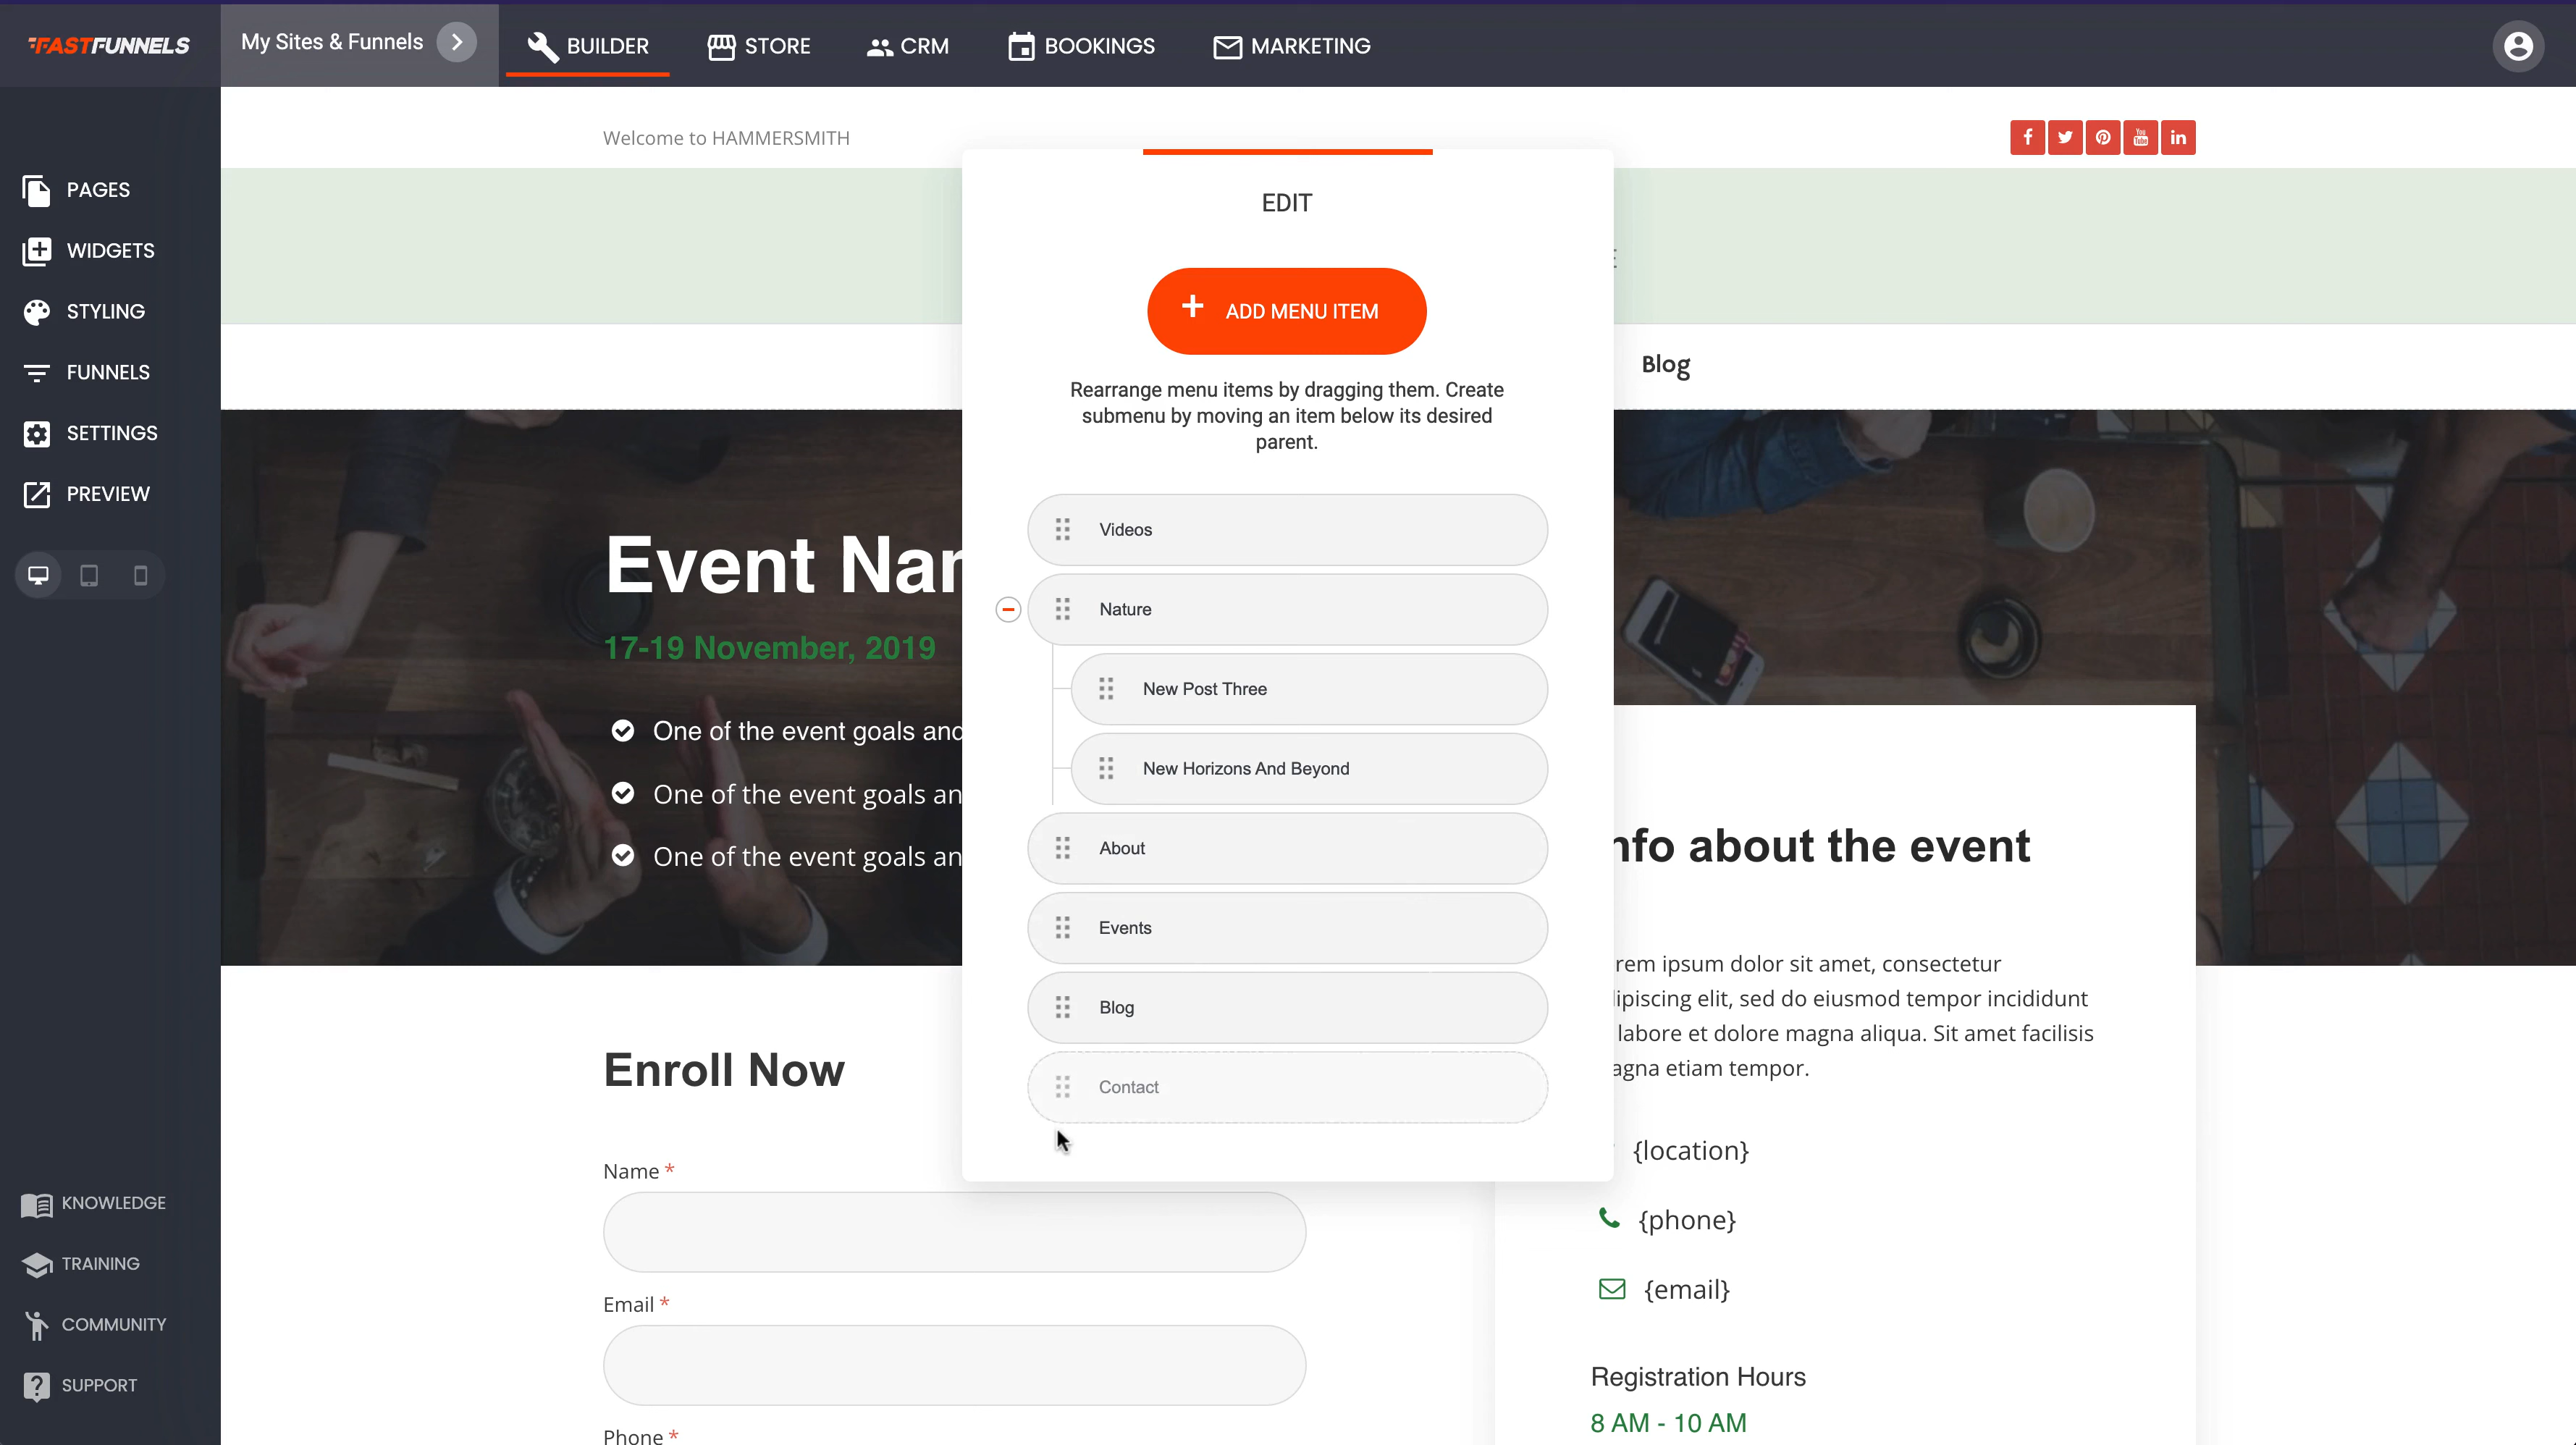 FASTFUNNELS
My Sites & Funnels
BUILDER
STORE
CRM
BOOKINGS
MARKETING
PAGES
WIDGETS
STYLING
FUNNELS
SETTINGS
PREVIEW
KNOWLEDGE
TRAINING
COMMUNITY
SUPPORT
Welcome to HAMMERSMITH
Blog
Event Nam
17-19 November, 2019
One of the event goals and
One of the event goals an
One of the event goals an
Enroll Now
Name *
Email *
Phone *
EDIT
+ ADD MENU ITEM
Rearrange menu items by dragging them. Create
submenu by moving an item below its desired
parent.
Videos
Nature
New Post Three
New Horizons And Beyond
About
Events
Blog
Contact
nfo about the event
rem ipsum dolor sit amet, consectetur
lipiscing elit, sed do eiusmod tempor incididunt
labore et dolore magna aliqua. Sit amet facilisis
agna etiam tempor.
{location}
{phone}
{email}
Registration Hours
8 AM - 10 AM